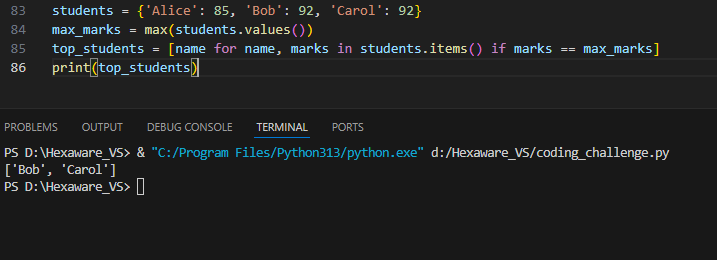 83 students = {'Alice': 85, 'Bob': 92, 'Carol': 92}
84 max_marks = max(students.values())
85 top_students = [name for name, marks in students.items() if marks == max_marks]
86 print(top_students)
PROBLEMS OUTPUT DEBUG CONSOLE TERMINAL PORTS
PS D:\Hexaware_VS> & "C:/Program Files/Python313/python.exe" d:/Hexaware_VS/coding_challenge.py
['Bob', 'Carol']
PS D:\Hexaware_VS>